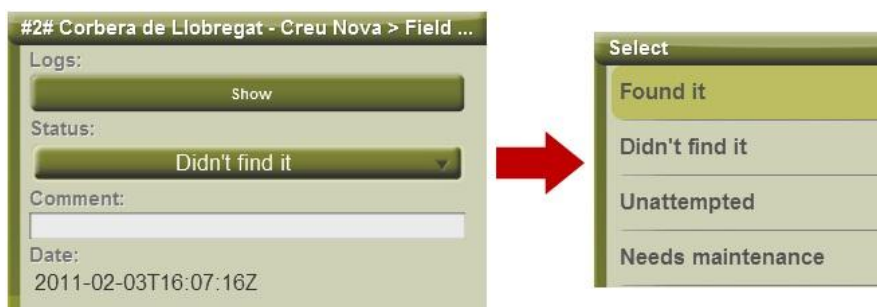 #2# Corbera de Llobregat - Creu Nova > Field ...
Logs:
Show
Status:
Didn't find it
Comment:
Date:
2011-02-03T16:07:16Z
Select
Found it
Didn't find it
Unattempted
Needs maintenance